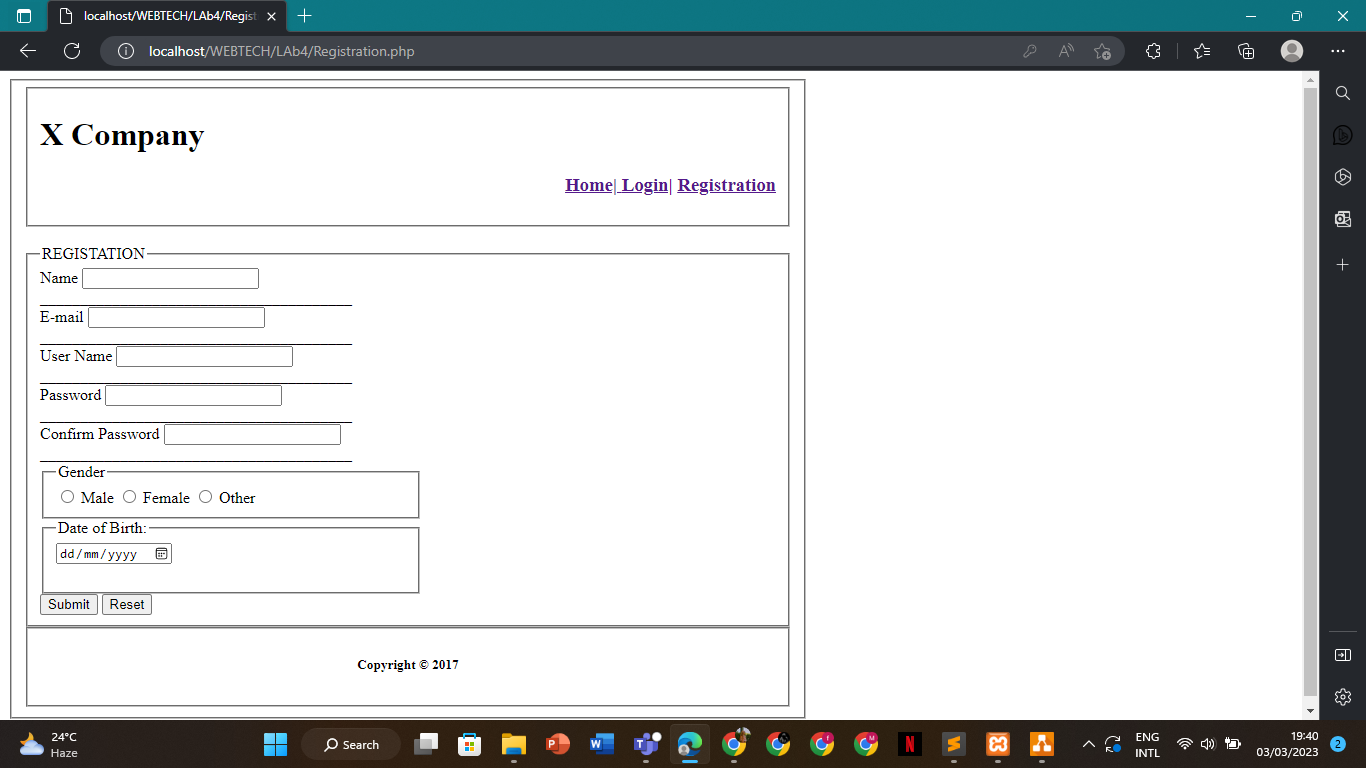 localhost/WEBTECH/LAb4/Regist
localhost/WEBTECH/LAb4/Registration.php
X Company
Home| Login| Registration
REGISTATION
Name
E-mail
User Name
Password
Confirm Password
Gender
Male Female Other
Date of Birth:
dd/mm/yyyy
Submit Reset
Copyright © 2017
24°C
Haze
Search
ENG
INTL
19:40
03/03/2023
2